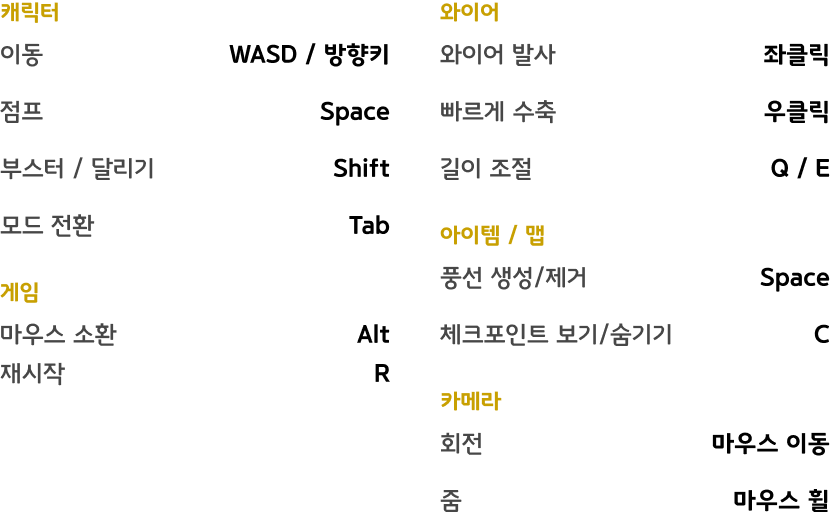 캐릭터
이동 WASD / 방향키
점프 Space
부스터 / 달리기 Shift
모드 전환 Tab
게임
마우스 소환 Alt
재시작 R
와이어
와이어 발사 좌클릭
빠르게 수축 우클릭
길이 조절 Q / E
아이템 / 맵
풍선 생성/제거 Space
체크포인트 보기/숨기기 C
카메라
회전 마우스 이동
줌 마우스 휠